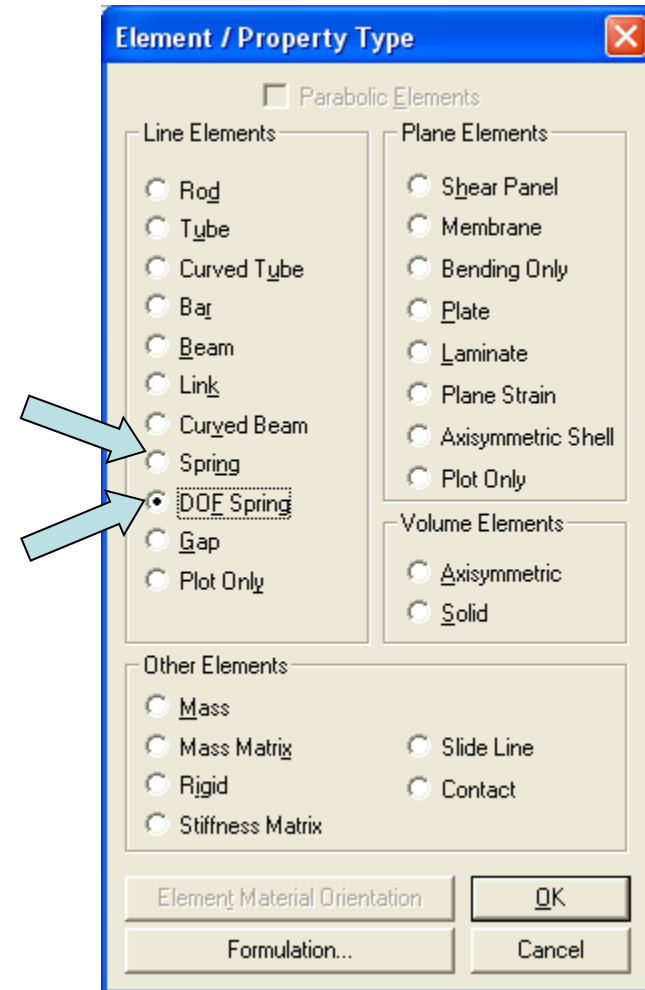 Element / Property Type
Parabolic Elements
Line Elements
Rod
Tube
Curved Tube
Bar
Beam
Link
Curved Beam
Spring
DOF Spring
Gap
Plot Only
Plane Elements
Shear Panel
Membrane
Bending Only
Plate
Laminate
Plane Strain
Axisymmetric Shell
Plot Only
Volume Elements
Axisymmetric
Solid
Other Elements
Mass
Mass Matrix
Rigid
Stiffness Matrix
Slide Line
Contact
Element Material Orientation
OK
Formulation...
Cancel